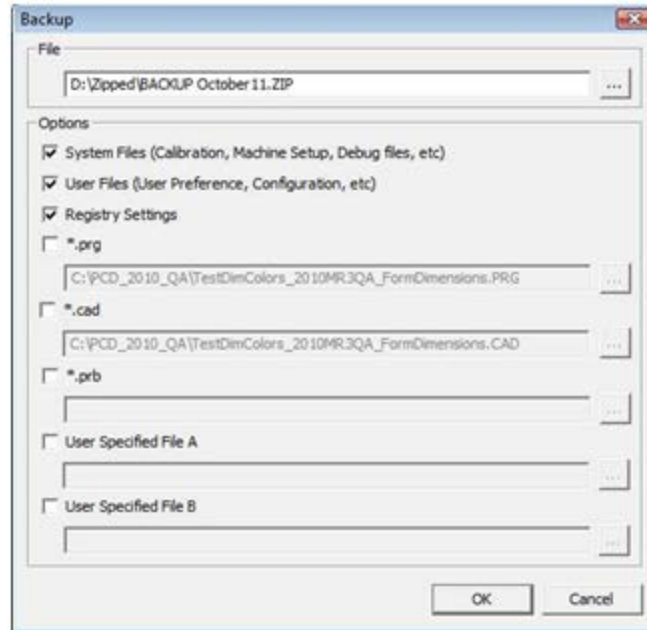 Backup
File
D:\Zipped\BACKUP October11.ZIP
...
Options
System Files (Calibration, Machine Setup, Debug files, etc)
User Files (User Preference, Configuration, etc)
Registry Settings
*.prg
C:\PCD_2010_QA\TestDimColors_2010MR3QA_FormDimensions.PRG
...
*.cad
C:\PCD_2010_QA\TestDimColors_2010MR3QA_FormDimensions.CAD
...
*.prb
...
User Specified File A
...
User Specified File B
...
OK Cancel